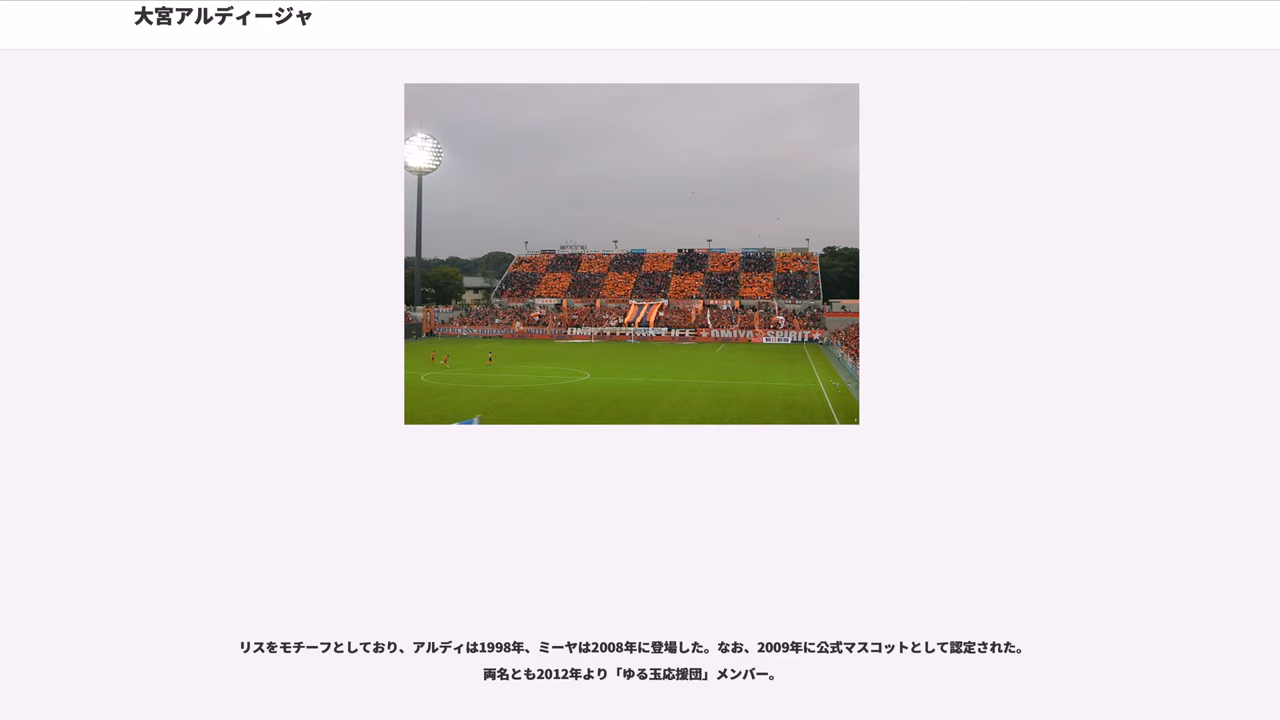 大宮アルディージャ
LIFE ★OMIYA SPIRIT★
リスをモチーフとしており、アルディは1998年、ミーヤは2008年に登場した。なお、2009年に公式マスコットとして認定された。
両名とも2012年より「ゆる玉応援団」メンバー。